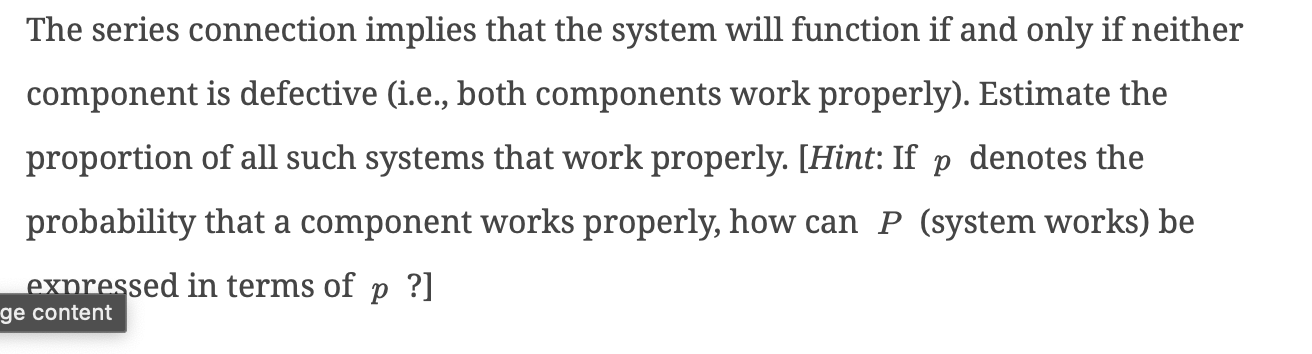 The series connection implies that the system will function if and only if neither
component is defective (i.e., both components work properly). Estimate the
proportion of all such systems that work properly. [Hint: If p denotes the
probability that a component works properly, how can P (system works) be
expressed in terms of p ?]
ge content